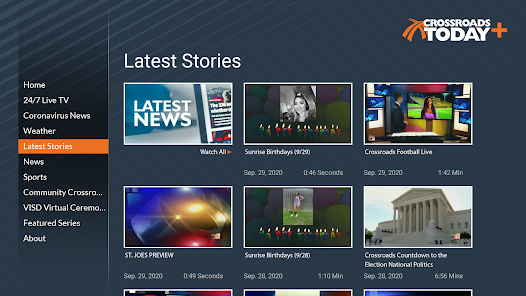 CROSSROADS
TODAY+
Latest Stories
Home
24/7 Live TV
Coronavirus News
Weather
Latest Stories
News
Sports
Community Crossro...
VISD Virtual Ceremo...
Featured Series
About
LATEST
NEWS
Watch All ▸
Sunrise Birthdays (9/29)
Sep. 29, 2020 0:46 Seconds
Crossroads Football Live
Sep. 29, 2020 1:42 Min
ST. JOES PREVIEW
Sep. 29, 2020 0:49 Seconds
Sunrise Birthdays (9/28)
Sep. 28, 2020 1:10 Min
Crossroads Countdown to the
Election National Politics
Sep. 28, 2020 6:56 Mins